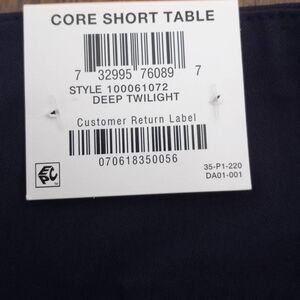 CORE SHORT TABLE
7 32995 76089 7
STYLE 100061072
DEEP TWILIGHT
Customer Return Label
070618350056
EPC
35-P1-220
DA01-001